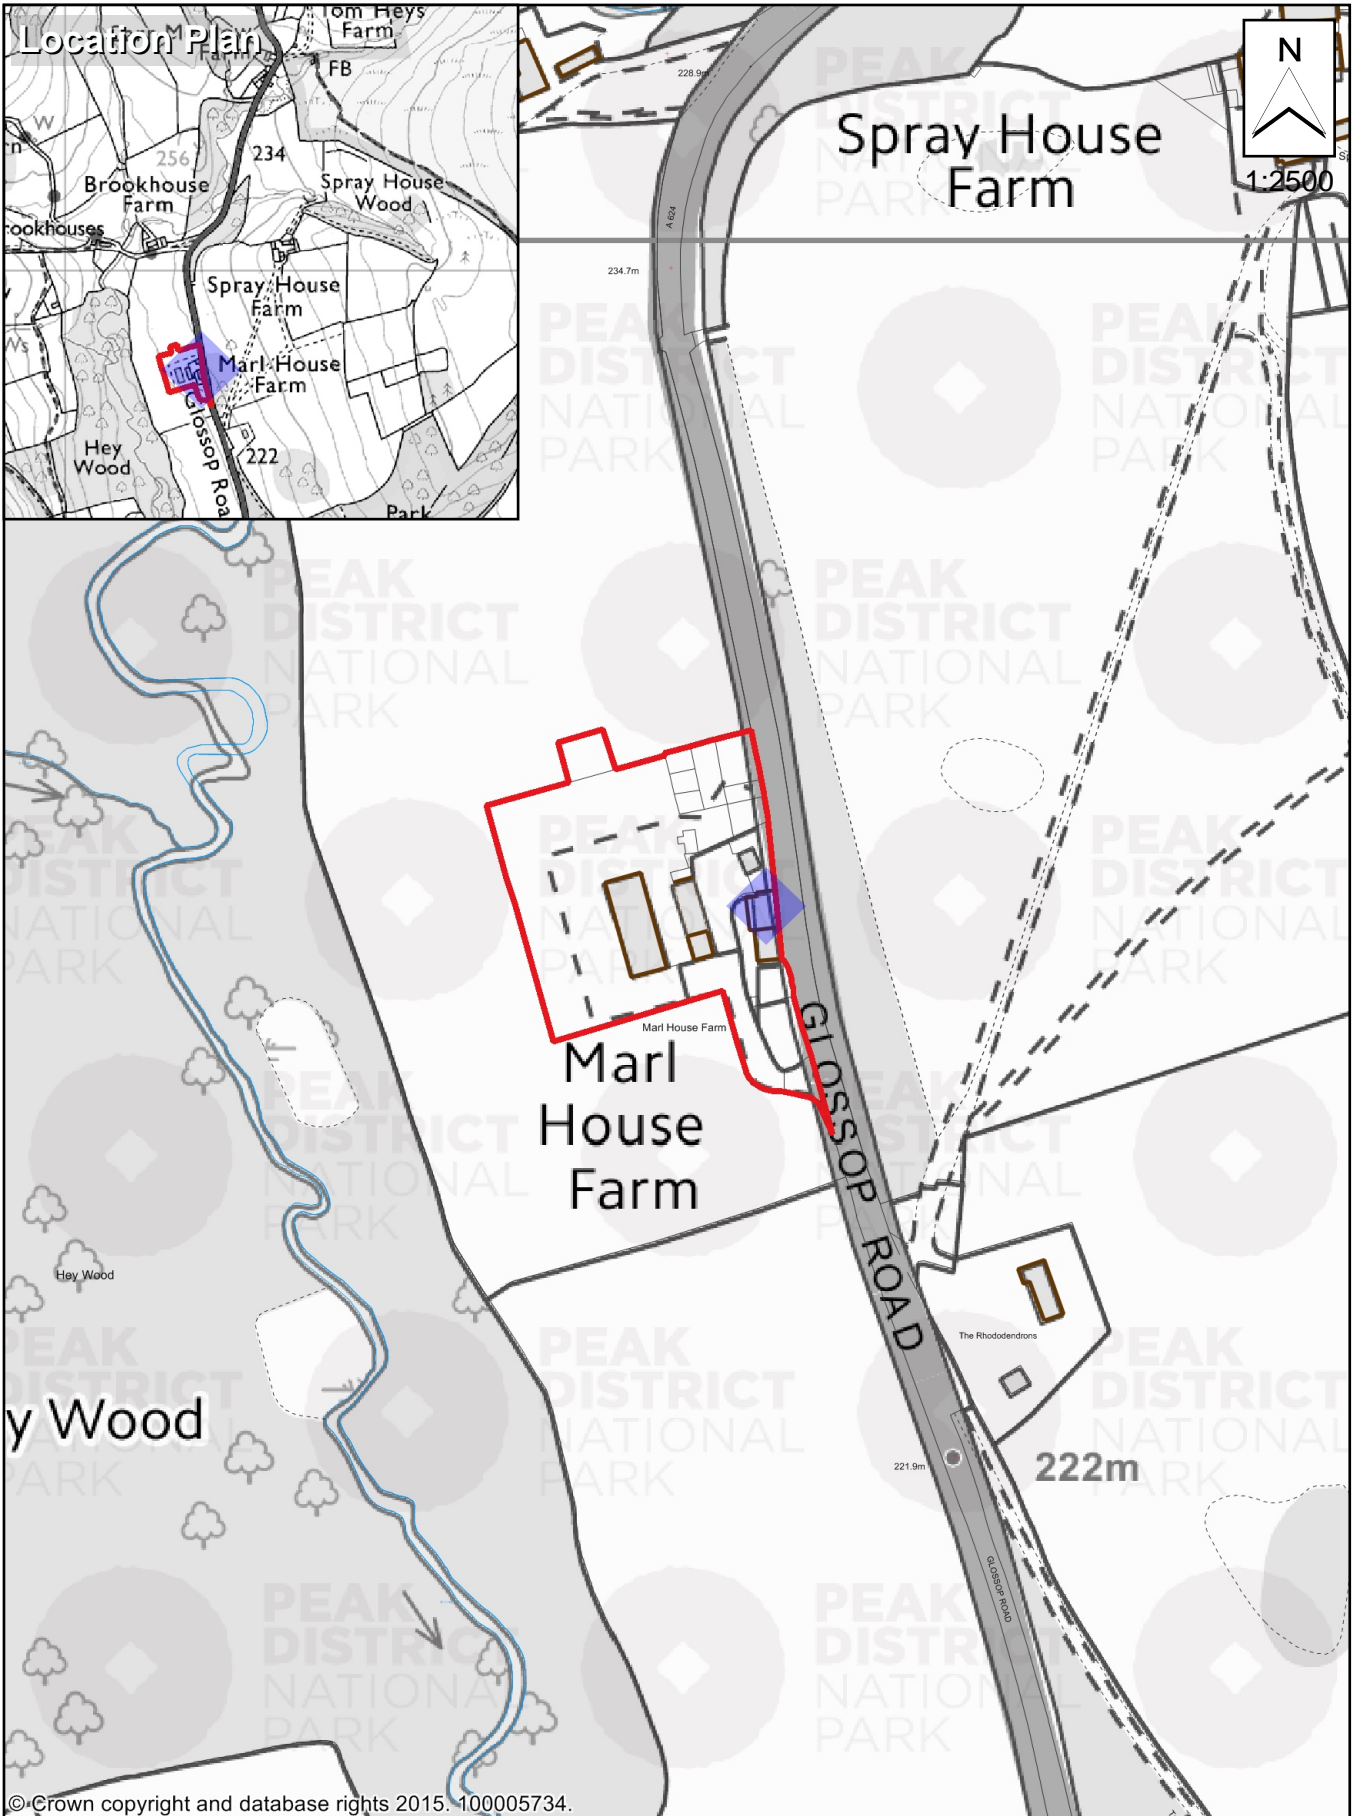 Location Plan
Tom Heys
Farm
Farm
FB
W
256
234
Brookhouse
Farm
Spray House
Wood
Brookhouses
Spray House
Farm
Ws
Marl House
Farm
Glossop Roa
Hey
Wood
222
Park
228.9m
Spray House
Farm
N
1:2500
A 624
234.7m
PEAK
DISTRICT
NATIONAL
PARK
Marl House Farm
Marl
House
Farm
GLOSSOP ROAD
Hey Wood
The Rhododendrons
y Wood
221.9m
222m
GLOSSOP ROAD
© Crown copyright and database rights 2015. 100005734.